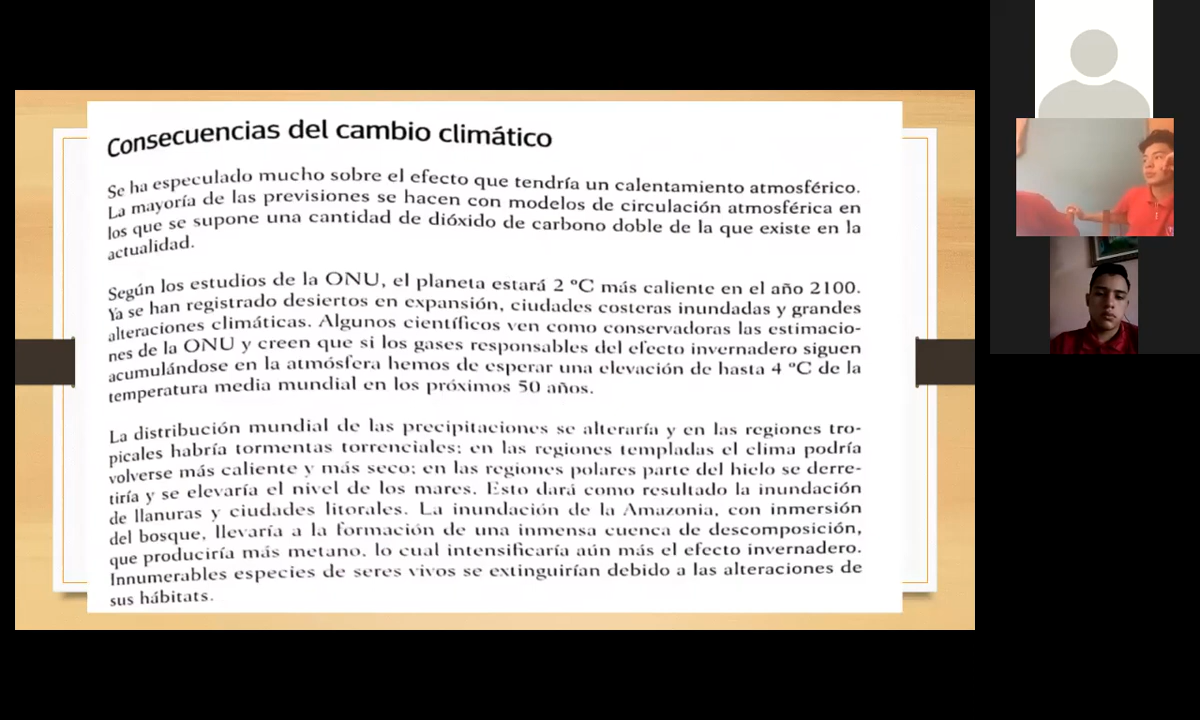 Consecuencias del cambio climático
Se ha especulado mucho sobre el efecto que tendría un calentamiento atmosférico.
La mayoría de las previsiones se hacen con modelos de circulación atmosférica en
los que se supone una cantidad de dióxido de carbono doble de la que existe en la
actualidad.
Según los estudios de la ONU, el planeta estará 2 ºC más caliente en el año 2100.
Ya se han registrado desiertos en expansión, ciudades costeras inundadas y grandes
alteraciones climáticas. Algunos científicos ven como conservadoras las estimacio-
nes de la ONU y creen que si los gases responsables del efecto invernadero siguen
acumulándose en la atmósfera hemos de esperar una elevación de hasta 4 ºC de la
temperatura media mundial en los próximos 50 años.
La distribución mundial de las precipitaciones se alteraría y en las regiones tro-
picales habría tormentas torrenciales; en las regiones templadas el clima podría
volverse más caliente y más seco; en las regiones polares parte del hielo se derre-
tiría y se elevaría el nivel de los mares. Esto dará como resultado la inundación
de llanuras y ciudades litorales. La inundación de la Amazonia, con inmersión
del bosque, llevaría a la formación de una inmensa cuenca de descomposición,
que produciría más metano, lo cual intensificaría aún más el efecto invernadero.
Innumerables especies de seres vivos se extinguirían debido a las alteraciones de
sus hábitats.